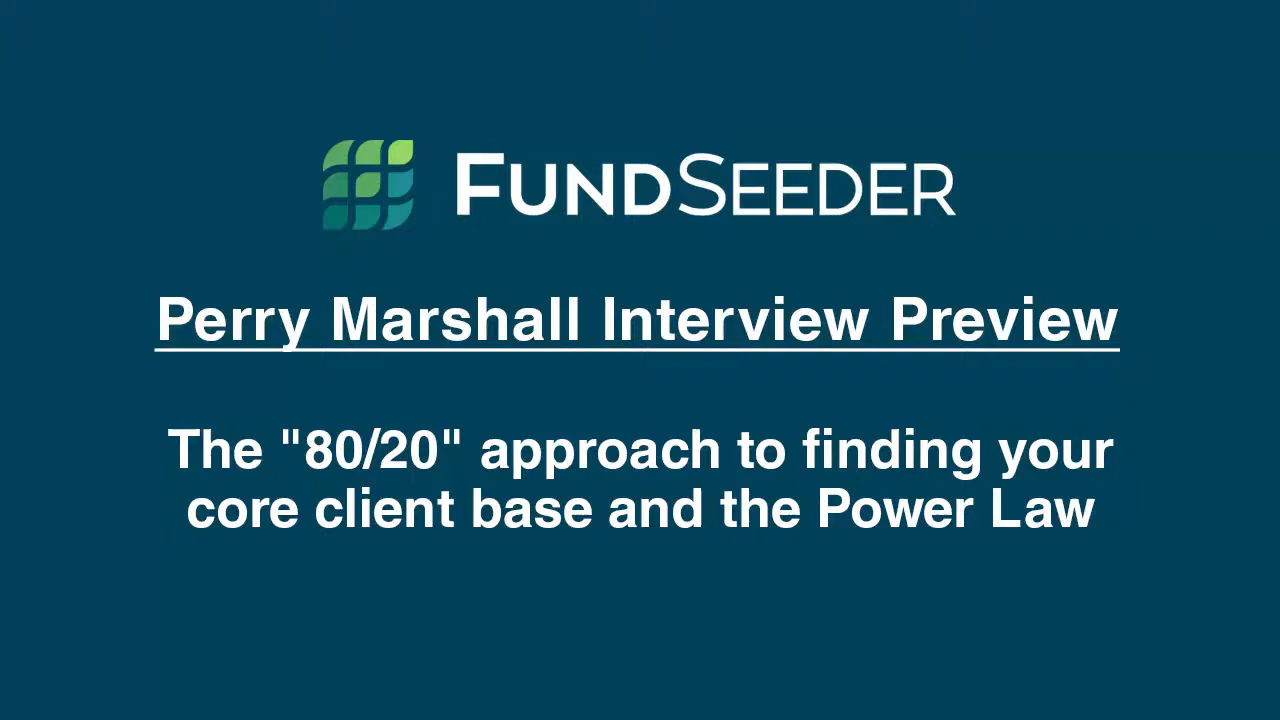 FUNDSEEDER
Perry Marshall Interview Preview
The "80/20" approach to finding your
core client base and the Power Law